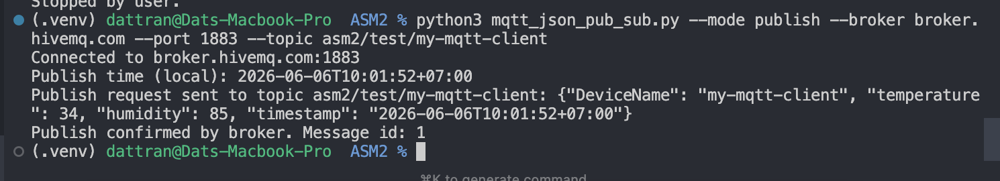 Stopped by user.
(.venv) dattran@Dats-Macbook-Pro ASM2 % python3 mqtt_json_pub_sub.py --mode publish --broker broker.
hivemq.com --port 1883 --topic asm2/test/my-mqtt-client
Connected to broker.hivemq.com:1883
Publish time (local): 2026-06-06T10:01:52+07:00
Publish request sent to topic asm2/test/my-mqtt-client: {"DeviceName": "my-mqtt-client", "temperature
": 34, "humidity": 85, "timestamp": "2026-06-06T10:01:52+07:00"}
Publish confirmed by broker. Message id: 1
(.venv) dattran@Dats-Macbook-Pro ASM2 %
⌘K to generate command